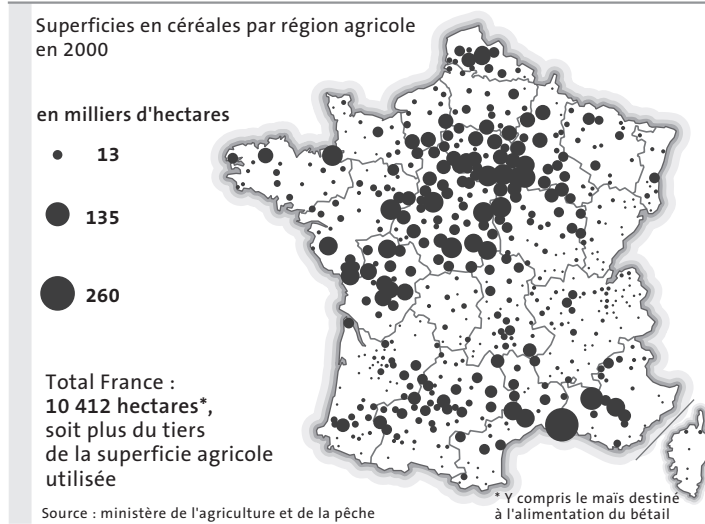 Superficies en céréales par région agricole
en 2000
en milliers d'hectares
13
135
260
Total France :
10 412 hectares*,
soit plus du tiers
de la superficie agricole
utilisée
Source : ministère de l'agriculture et de la pêche
* Y compris le maïs destiné
à l'alimentation du bétail